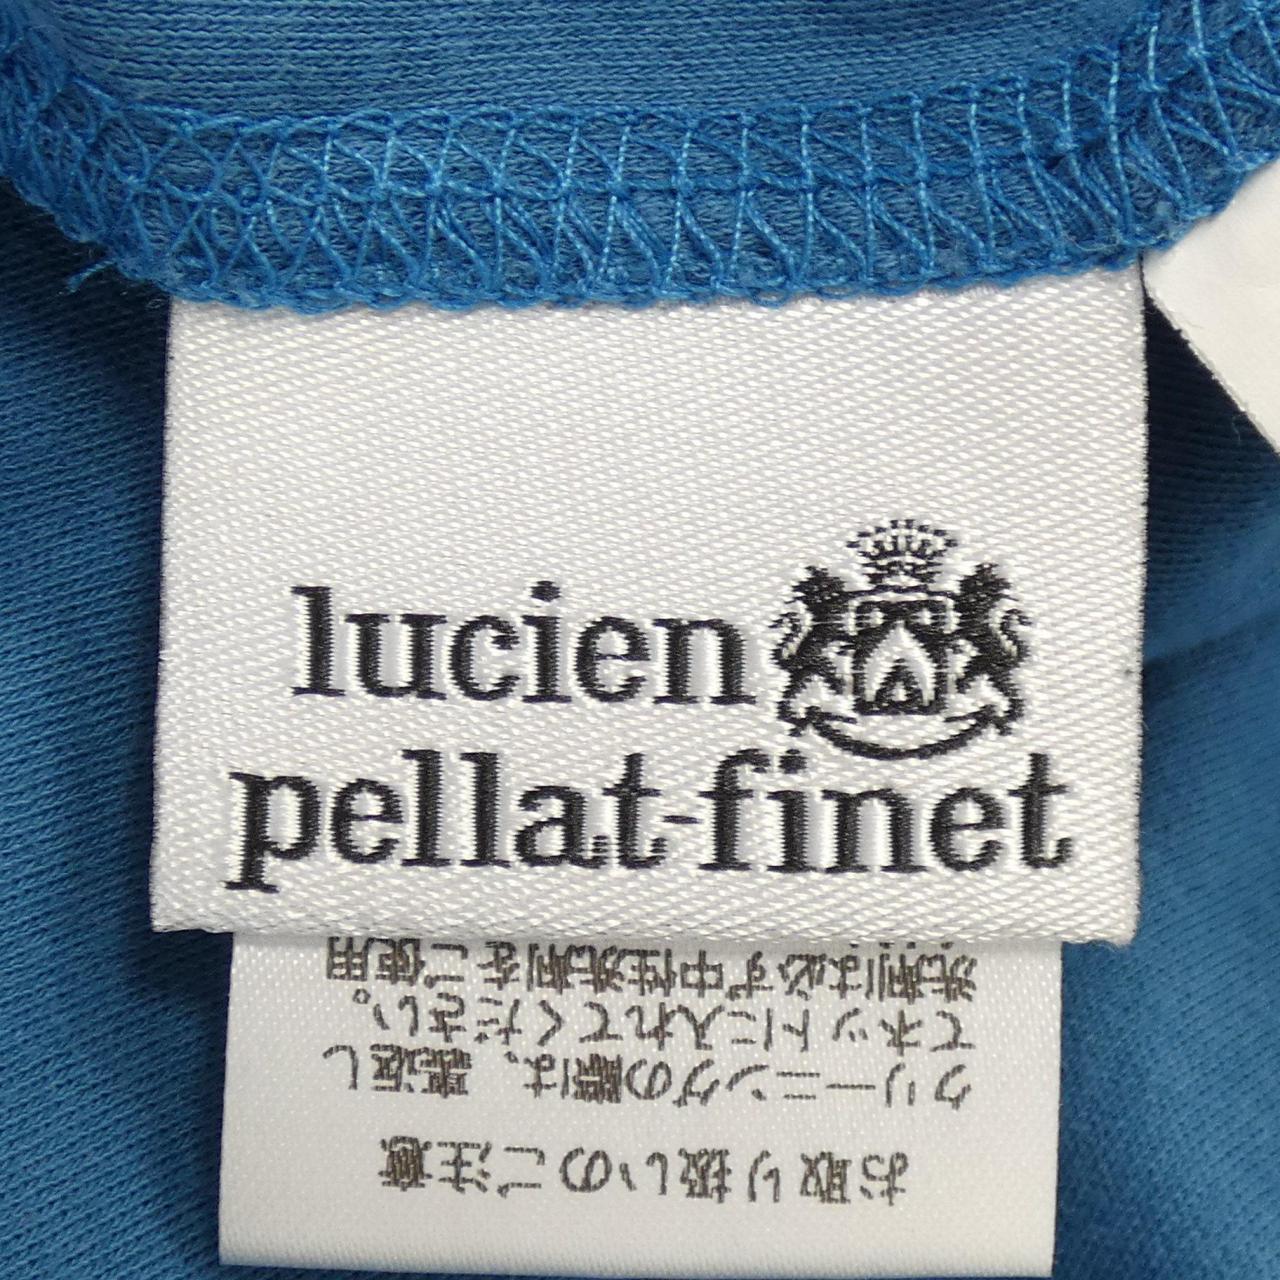 lucien
pellat-finet
お取り扱いのご注意
クリーニングの際は、裏返し
てネットに入れてください。
洗剤は必ず中性洗剤をご使用